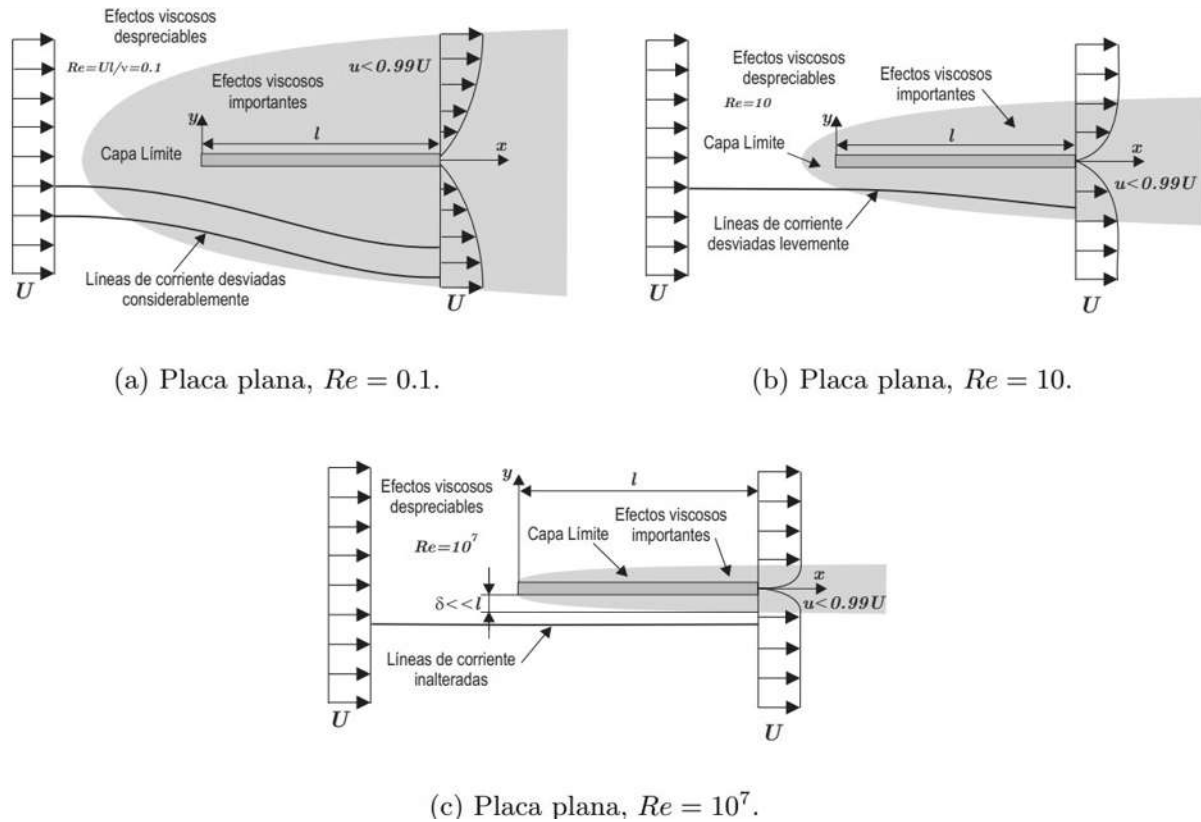 Efectos viscosos
despreciables
Re=Ul/ν=0.1
Efectos viscosos
importantes
u<0.99U
y
l
x
Capa Límite
Líneas de corriente desviadas
considerablemente
U
U
(a) Placa plana, Re = 0.1.
Efectos viscosos
despreciables
Re=10
Efectos viscosos
importantes
y
l
x
Capa Límite
u<0.99U
Líneas de corriente
desviadas levemente
U
U
(b) Placa plana, Re = 10.
Efectos viscosos
despreciables
Re=10⁷
y
l
Capa Límite
Efectos viscosos
importantes
x
δ<<l
u<0.99U
Líneas de corriente
inalteradas
U
U
(c) Placa plana, Re = 10⁷.